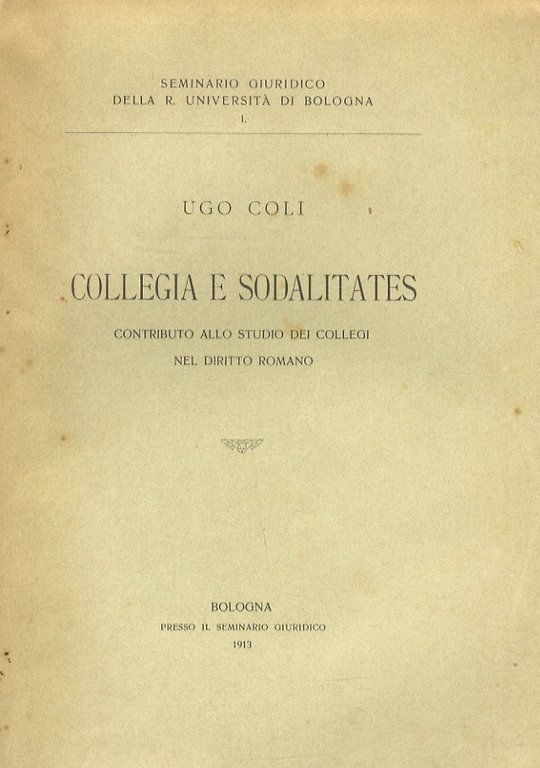 SEMINARIO GIURIDICO
DELLA R. UNIVERSITÀ DI BOLOGNA
I.
UGO COLI
COLLEGIA E SODALITATES
CONTRIBUTO ALLO STUDIO DEI COLLEGI
NEL DIRITTO ROMANO
BOLOGNA
PRESSO IL SEMINARIO GIURIDICO
1913